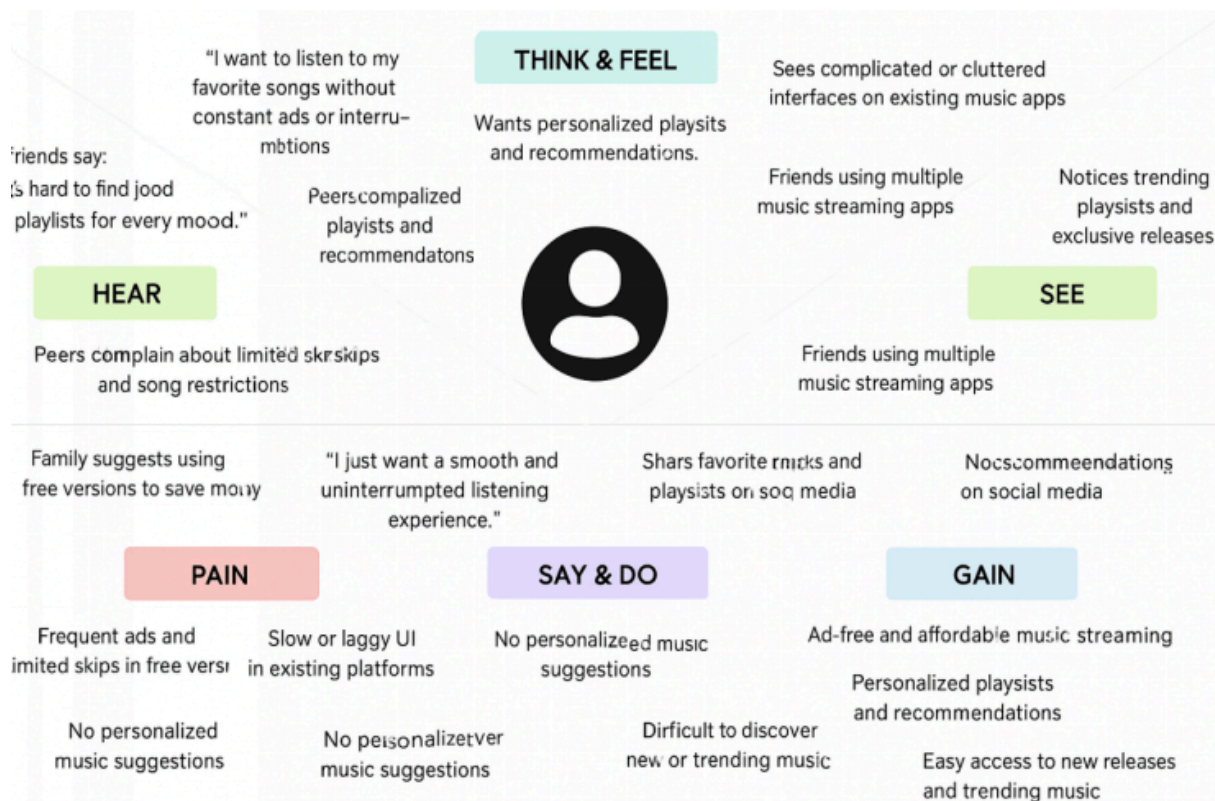 "I want to listen to my
favorite songs without
constant ads or interru–
mbtions
THINK & FEEL
Wants personalized playsits
and recommendations.
Sees complicated or cluttered
interfaces on existing music apps
riends say:
s hard to find jood
playlists for every mood."
Peerscompalized
playists and
recommendatons
Friends using multiple
music streaming apps
Notices trending
playsists and
exclusive releases
HEAR
SEE
Peers complain about limited skrskips
and song restrictions
Friends using multiple
music streaming apps
Family suggests using
free versions to save
"I just want a smooth and
uninterrumpted listening
experience."
Shars favorite and
playsists on soq media
Nocscommeendations
on social media
PAIN
SAY & DO
GAIN
Frequent ads and
imited skips in free versi
Slow or laggy UI
in existing platforms
No personalizeed music
suggestions
Ad-free and affordable music streaming
Personalized playsists
and recommendations
No personalized
music suggestions
No peisonalizetver
music suggestions
Dirficult to discover
new or trending music
Easy access to new releases
and trending music